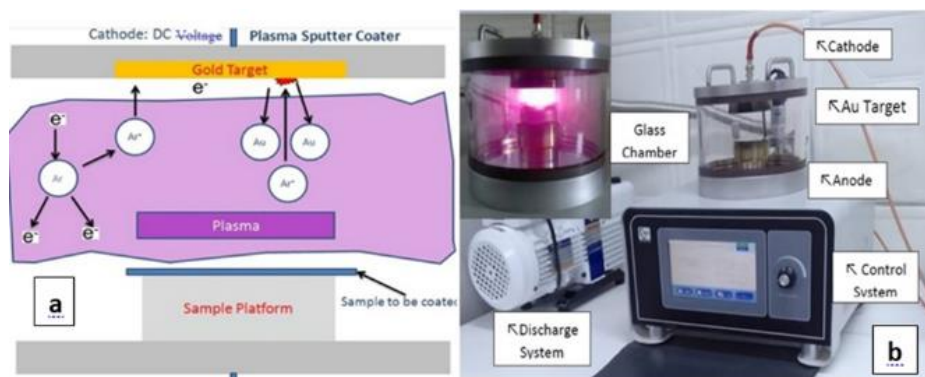 Cathode: DC Voltage
Plasma Sputter Coater
Gold Target
e-
e-
Ar+
Au
Au
Ar
Ar+
e-
e-
Plasma
a
Sample to be coated
Sample Platform
Cathode
Au Target
Glass
Chamber
Anode
Control
System
Discharge
System
b